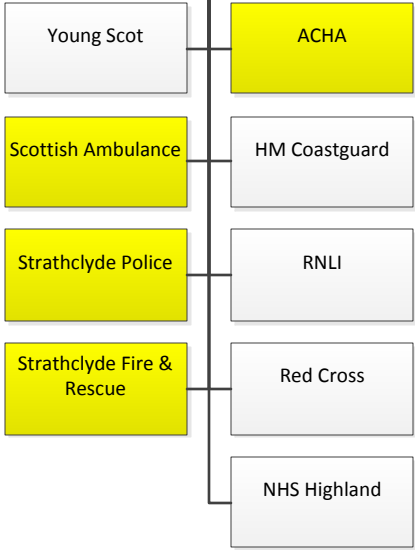 Young Scot
ACHA
Scottish Ambulance
HM Coastguard
Strathclyde Police
RNLI
Strathclyde Fire &
Rescue
Red Cross
NHS Highland